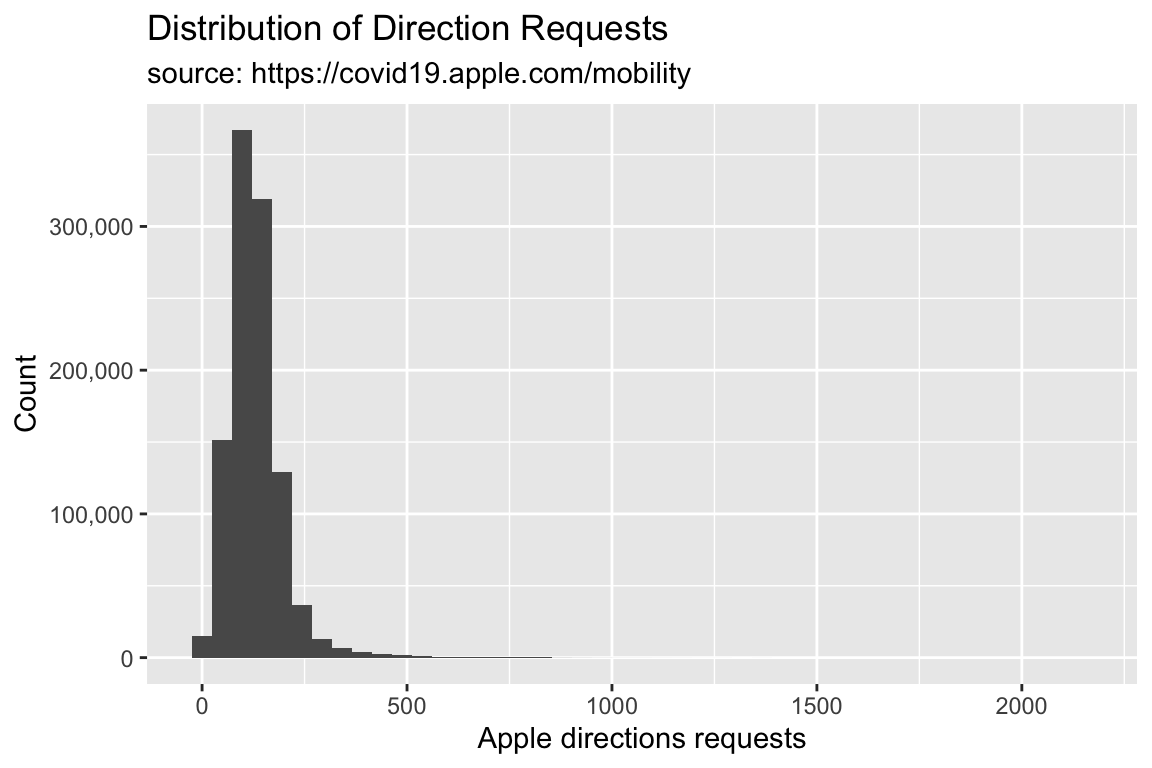 Distribution of Direction Requests
source: https://covid19.apple.com/mobility
Count
300,000
200,000
100,000
0
0 500 1000 1500 2000
Apple directions requests